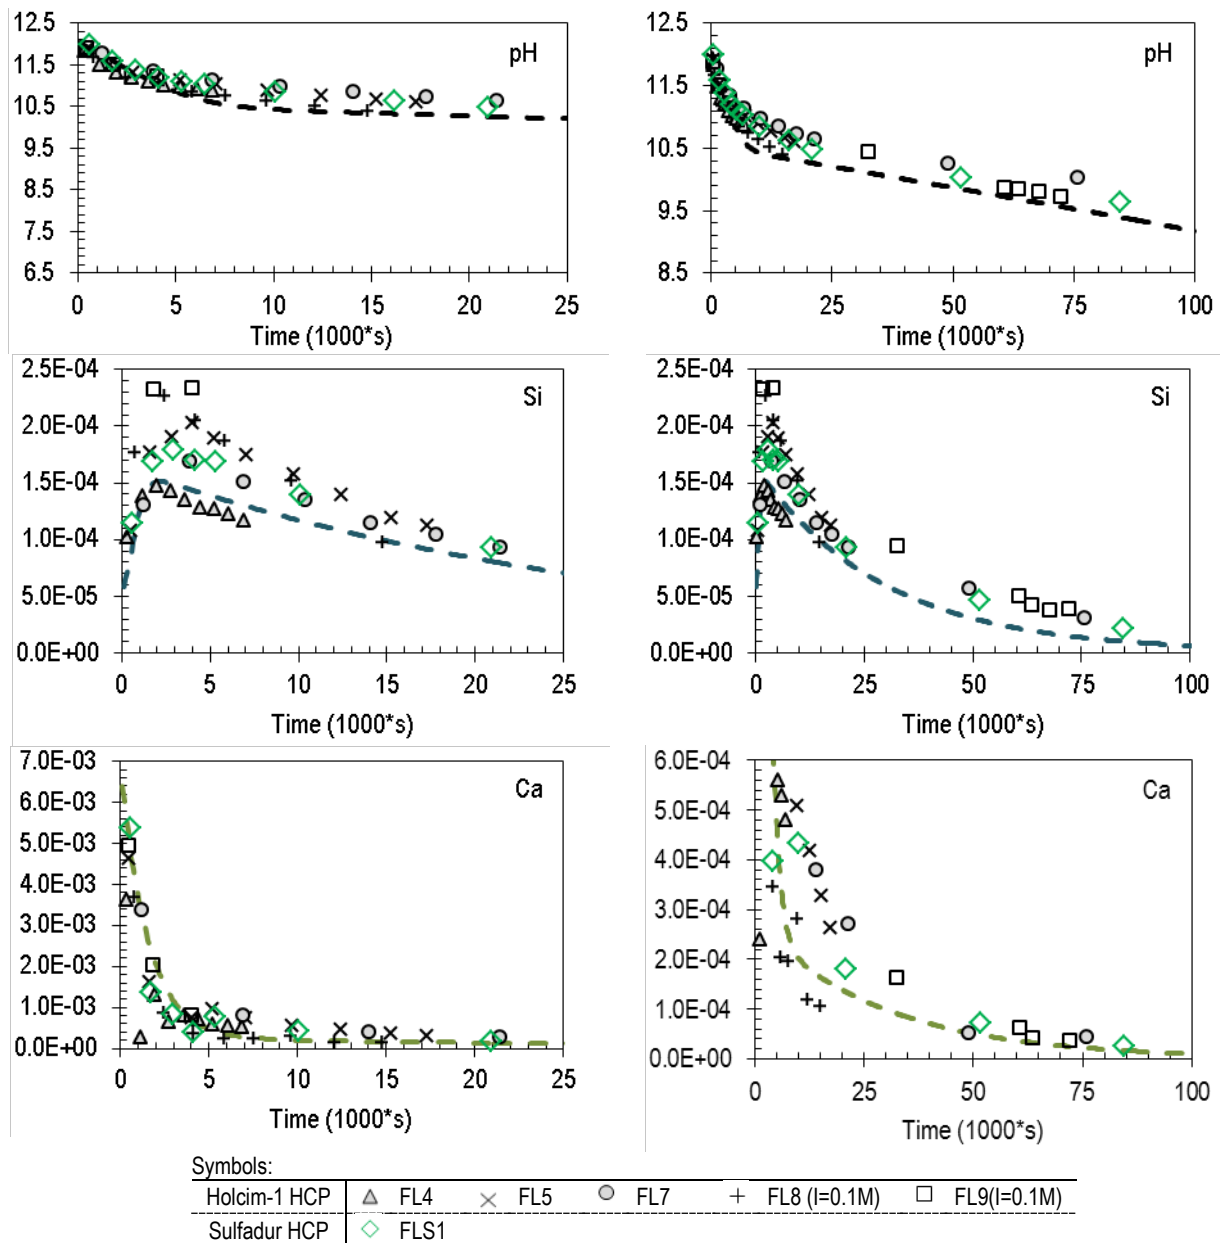 12.5
11.5
10.5
9.5
8.5
7.5
6.5
pH
0 5 10 15 20 25
Time (1000*s)
12.5
11.5
10.5
9.5
8.5
pH
0 25 50 75 100
Time (1000*s)
2.5E-04
2.0E-04
1.5E-04
1.0E-04
5.0E-05
0.0E+00
Si
0 5 10 15 20 25
Time (1000*s)
2.5E-04
2.0E-04
1.5E-04
1.0E-04
5.0E-05
0.0E+00
Si
0 25 50 75 100
Time (1000*s)
7.0E-03
6.0E-03
5.0E-03
4.0E-03
3.0E-03
2.0E-03
1.0E-03
0.0E+00
Ca
0 5 10 15 20 25
Time (1000*s)
6.0E-04
5.0E-04
4.0E-04
3.0E-04
2.0E-04
1.0E-04
0.0E+00
Ca
0 25 50 75 100
Time (1000*s)
Symbols:
Holcim-1 HCP FL4 FL5 FL7 FL8 (I=0.1M) FL9(I=0.1M)
Sulfadur HCP FLS1